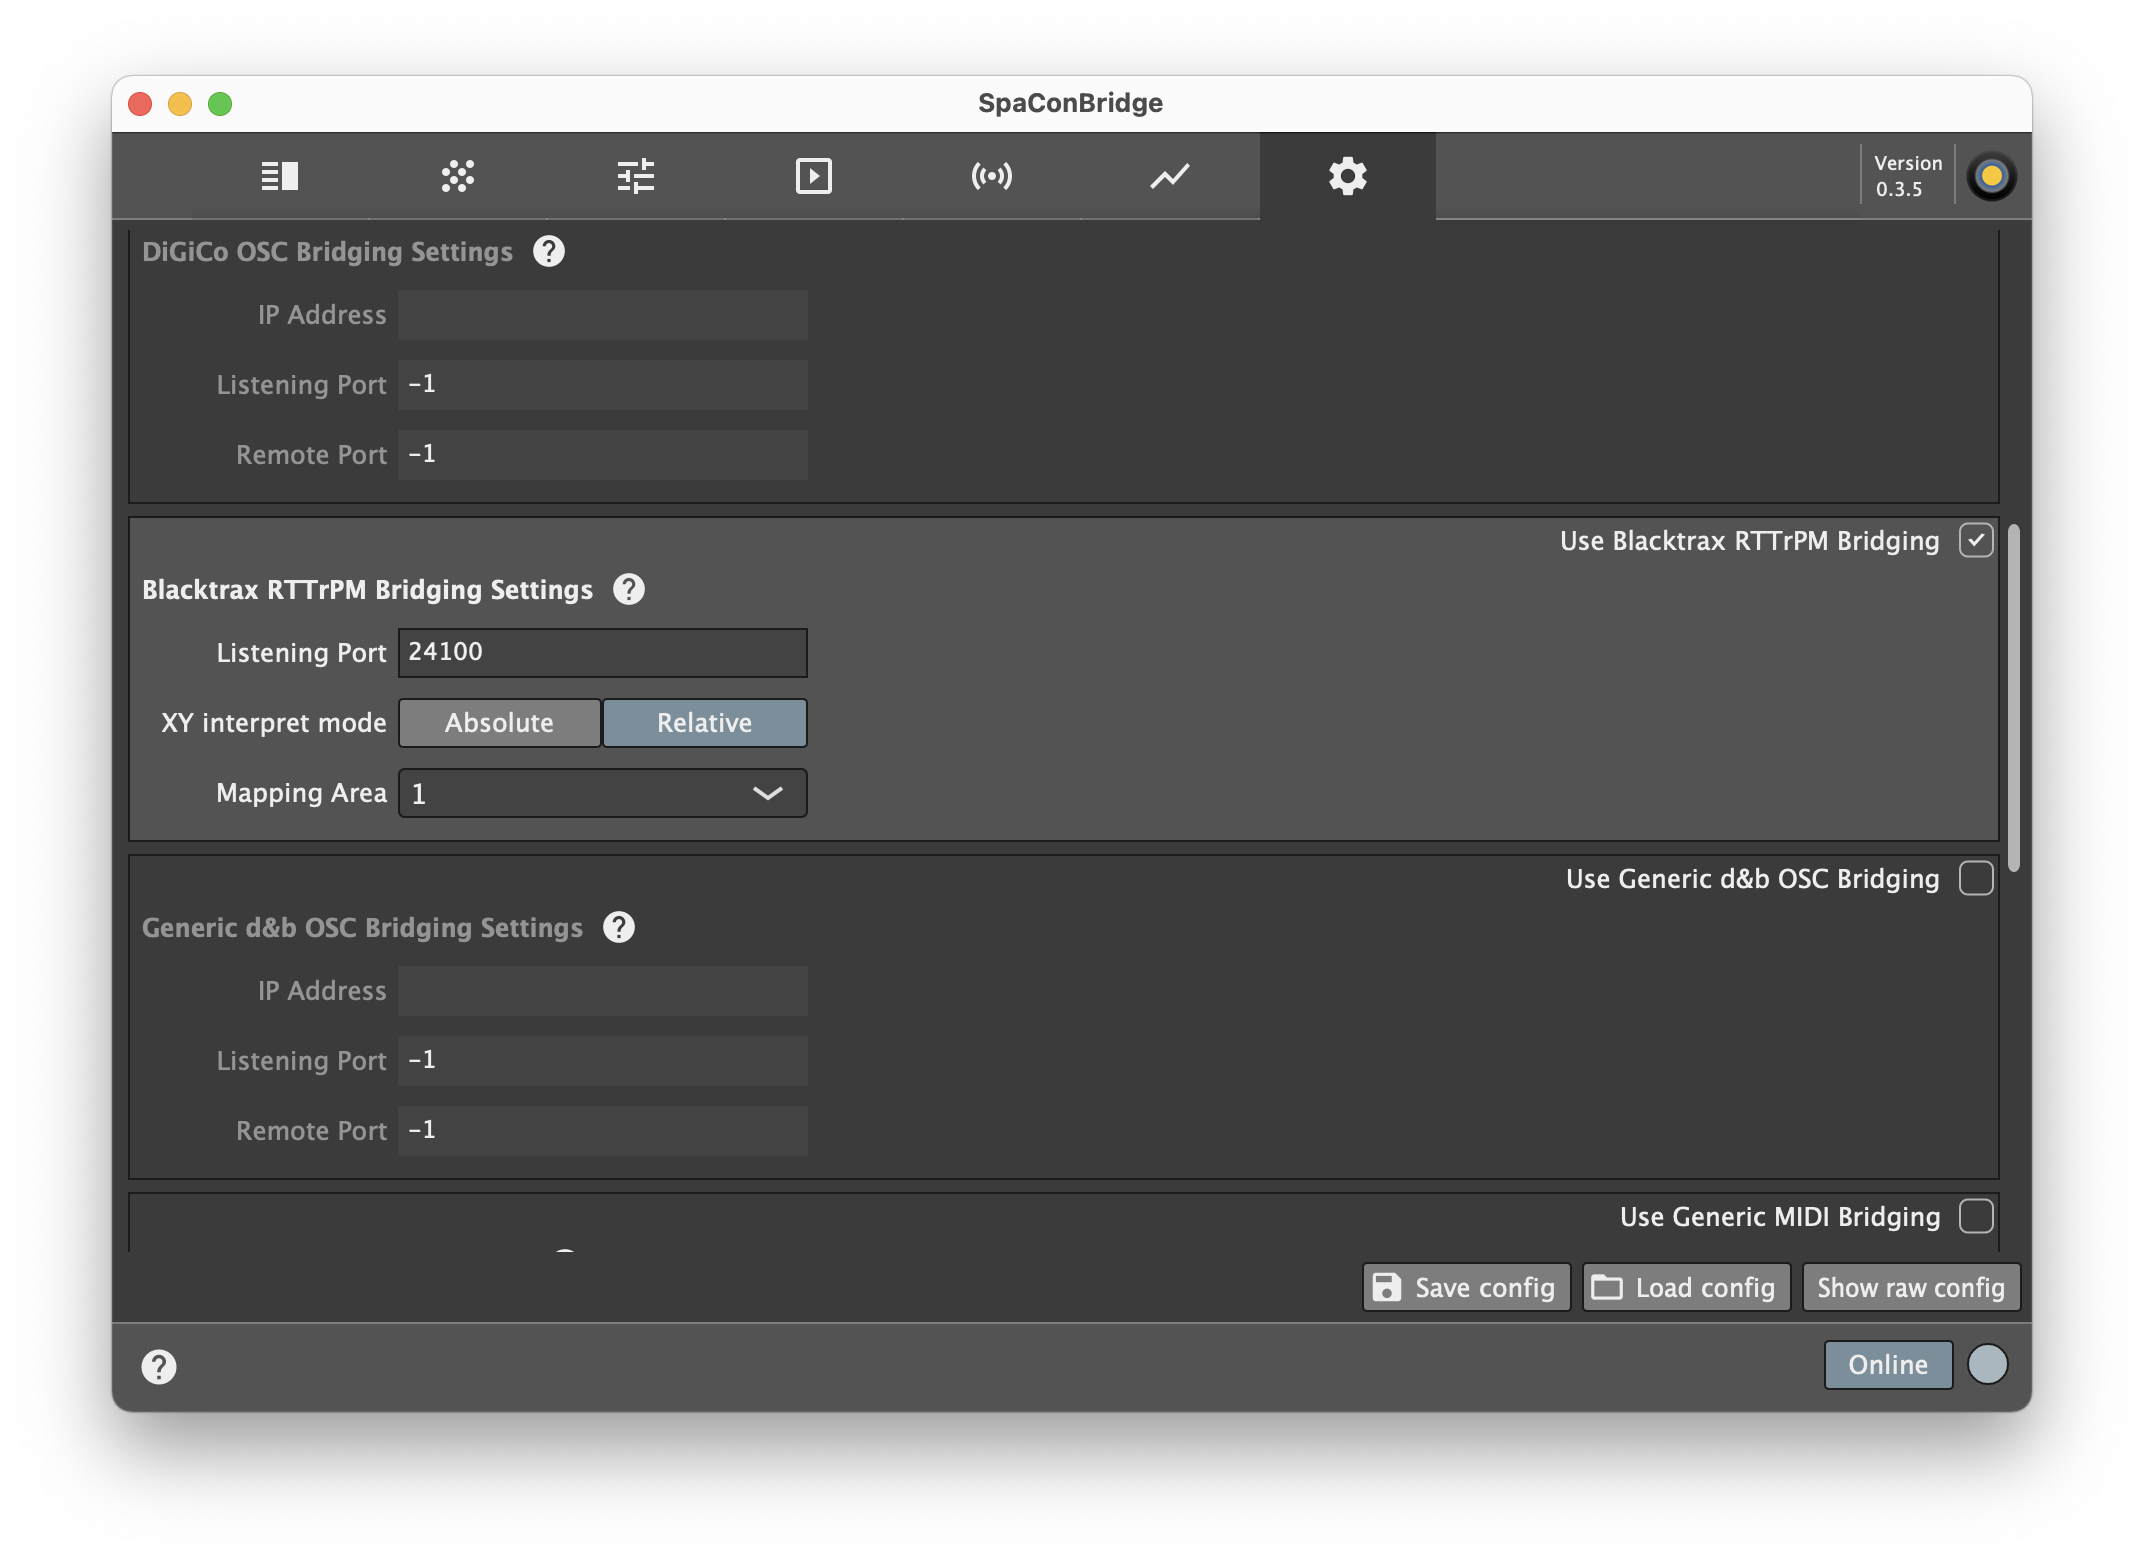 SpaConBridge
Version
0.3.5
DiGiCo OSC Bridging Settings ?
IP Address
Listening Port -1
Remote Port -1
Use Blacktrax RTTrPM Bridging
Blacktrax RTTrPM Bridging Settings ?
Listening Port 24100
XY interpret mode Absolute Relative
Mapping Area 1
Use Generic d&b OSC Bridging
Generic d&b OSC Bridging Settings ?
IP Address
Listening Port -1
Remote Port -1
Use Generic MIDI Bridging
Save config Load config Show raw config
? Online